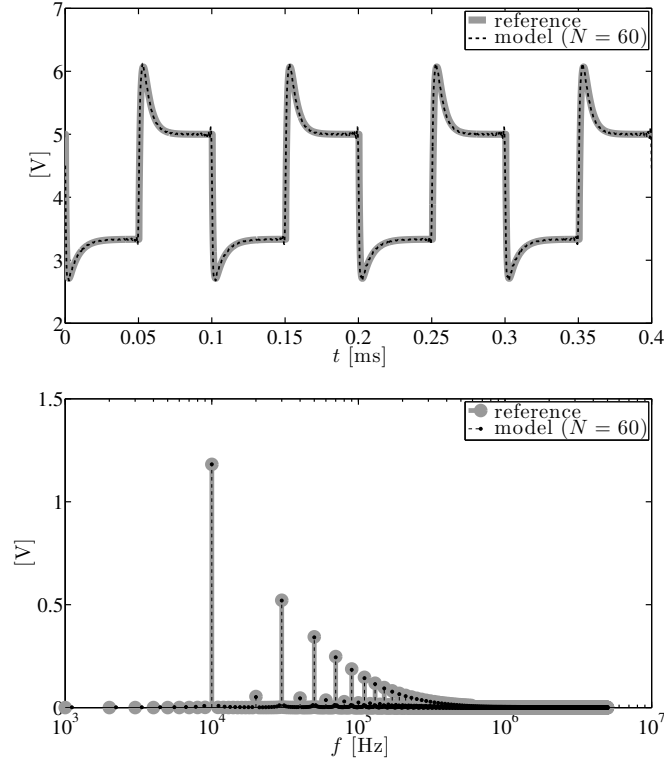 7
reference
model (N = 60)
6
5
[V]
4
3
2
0 0.05 0.1 0.15 0.2 0.25 0.3 0.35 0.4
t [ms]
1.5
reference
model (N = 60)
1
[V]
0.5
0
10^3 10^4 10^5 10^6 10^7
f [Hz]